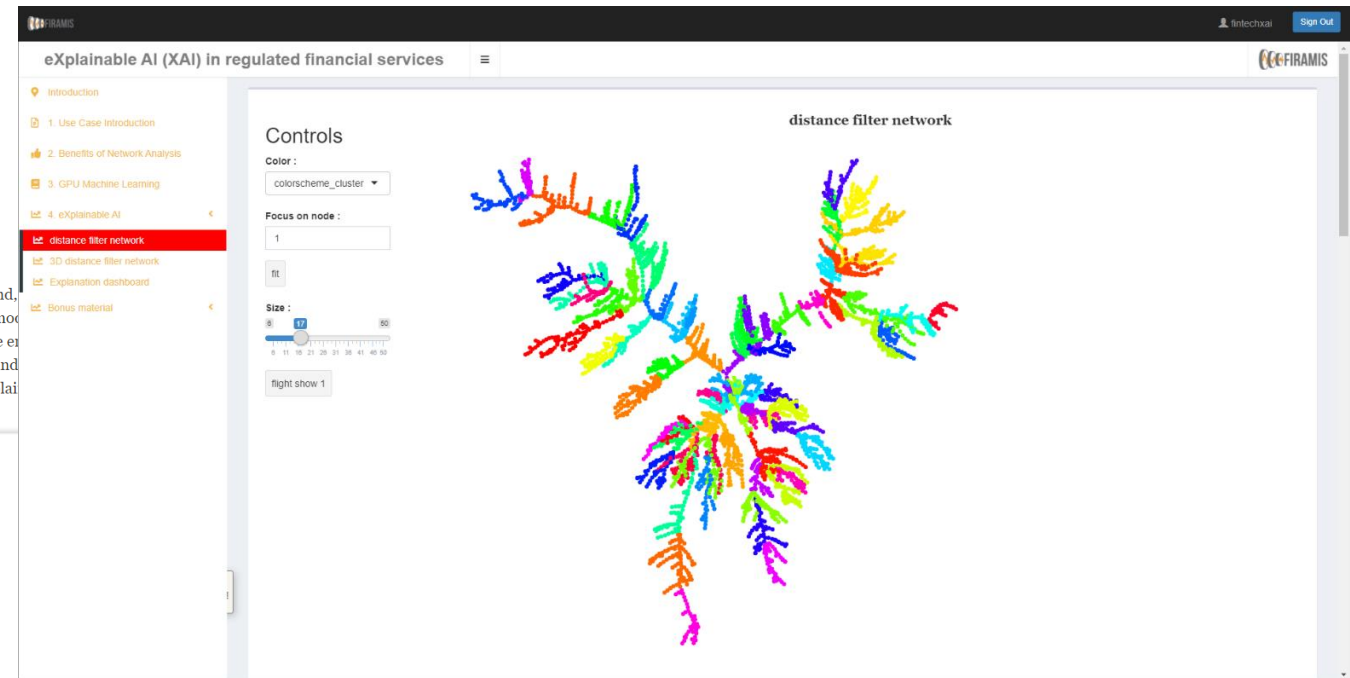 FIRAMIS
fintechxai
Sign Out
eXplainable AI (XAI) in regulated financial services
FIRAMIS
Introduction
1. Use Case Introduction
2. Benefits of Network Analysis
3. GPU Machine Learning
4. eXplainable AI
distance filter network
3D distance filter network
Explanation dashboard
Bonus material
distance filter network
Controls
Color :
colorscheme_cluster
Focus on node :
1
fit
Size :
6 17 50
6 11 16 21 26 31 36 41 46 50
flight show 1